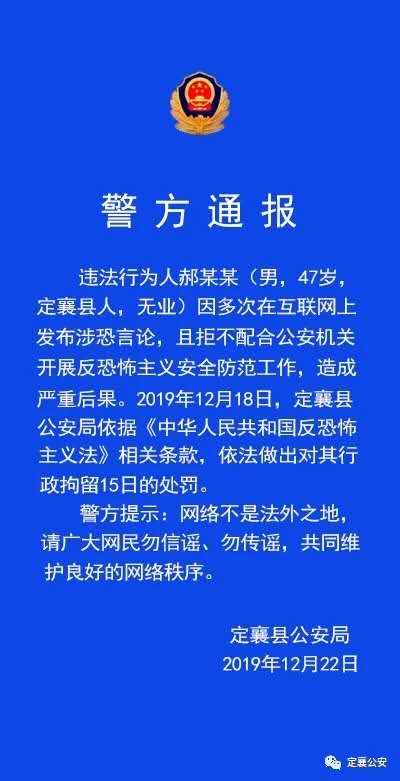 警方通报
违法行为人郝某某（男，47岁，
定襄县人，无业）因多次在互联网上
发布涉恐言论，且拒不配合公安机关
开展反恐怖主义安全防范工作，造成
严重后果。2019年12月18日，定襄县
公安局依据《中华人民共和国反恐怖
主义法》相关条款，依法做出对其行
政拘留15日的处罚。
警方提示：网络不是法外之地，
请广大网民勿信谣、勿传谣，共同维
护良好的网络秩序。
定襄县公安局
2019年12月22日
定襄公安